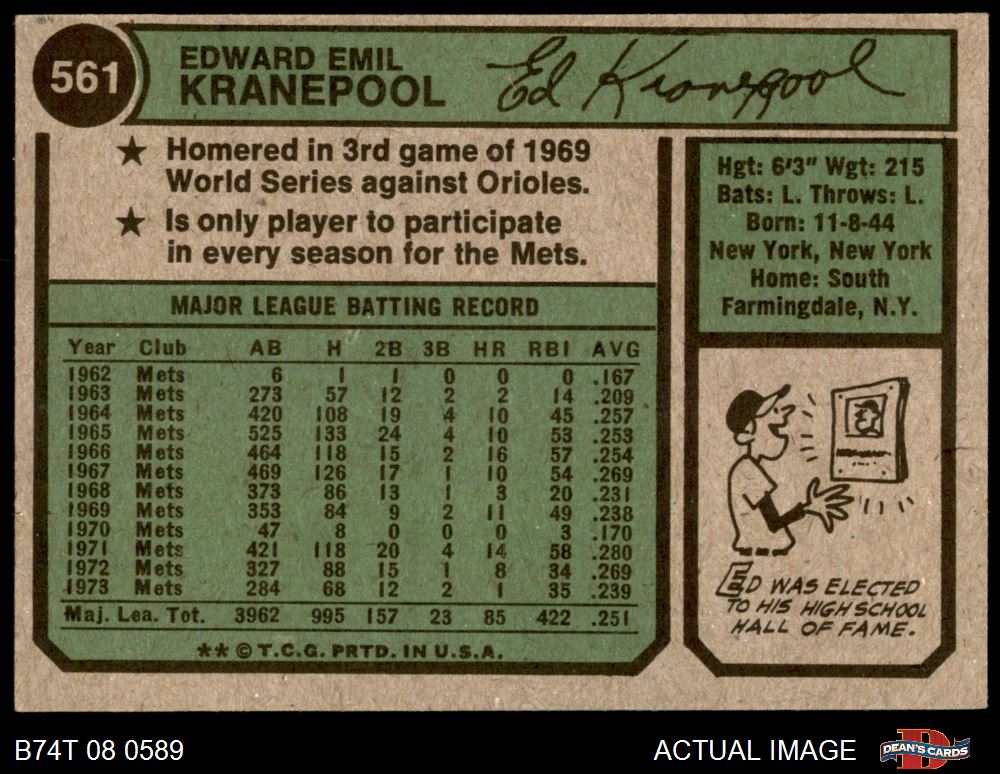 561
EDWARD EMIL
KRANEPOOL
Ed Kranepool
★ Homered in 3rd game of 1969
World Series against Orioles.
★ Is only player to participate
in every season for the Mets.
Hgt: 6'3" Wgt: 215
Bats: L. Throws: L.
Born: 11-8-44
New York, New York
Home: South
Farmingdale, N.Y.
MAJOR LEAGUE BATTING RECORD
Year Club AB H 2B 3B HR RBI AVG
1962 Mets 6 1 1 0 0 0 .167
1963 Mets 273 57 12 2 2 14 .209
1964 Mets 420 108 19 4 10 45 .257
1965 Mets 525 133 24 4 10 53 .253
1966 Mets 464 118 15 2 16 57 .254
1967 Mets 469 126 17 1 10 54 .269
1968 Mets 373 86 13 1 3 20 .231
1969 Mets 353 84 9 2 11 49 .238
1970 Mets 47 8 0 0 0 3 .170
1971 Mets 421 118 20 4 14 58 .280
1972 Mets 327 88 15 1 8 34 .269
1973 Mets 284 68 12 2 1 35 .239
Maj. Lea. Tot. 3962 995 157 23 85 422 .251
** © T.C.G. PRTD. IN U.S.A.
ED WAS ELECTED
TO HIS HIGH SCHOOL
HALL OF FAME.
B74T 08 0589
ACTUAL IMAGE
DEAN'S CARDS